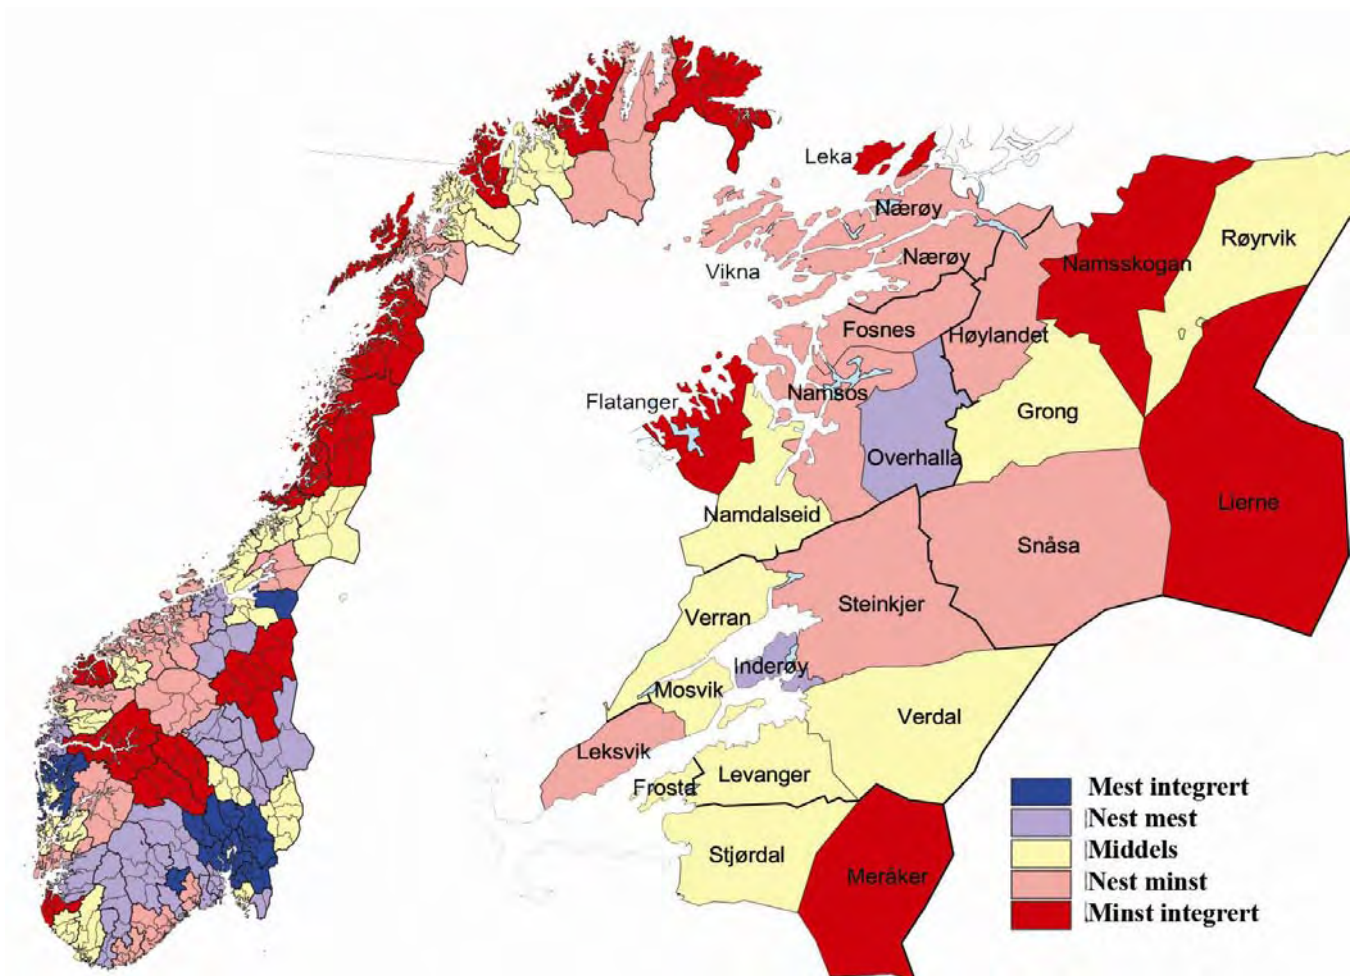 Leka
Nærøy
Røyrvik
Namsskogan
Nærøy
Vikna
Fosnes
Høylandet
Namsos
Flatanger
Grong
Overhalla
Namdalseid
Lierne
Snåsa
Steinkjer
Verran
Inderøy
Mosvik
Verdal
Leksvik
Levanger
Frosta
Stjørdal
Meråker
Mest integrert
Nest mest
Middels
Nest minst
Minst integrert